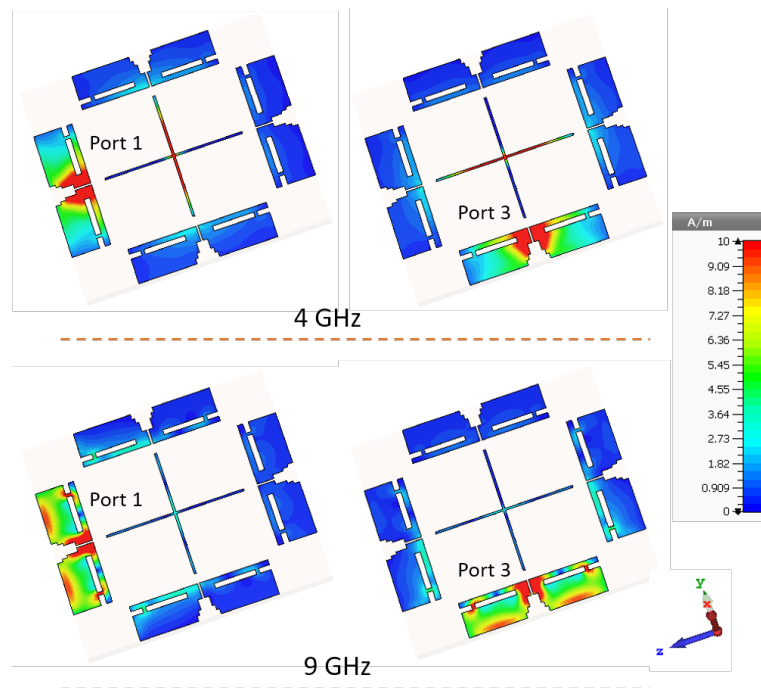 Port 1
Port 3
4 GHz
A/m
10
9.09
8.18
7.27
6.36
5.45
4.55
3.64
2.73
1.82
0.909
0
Port 1
Port 3
9 GHz
y
x
z